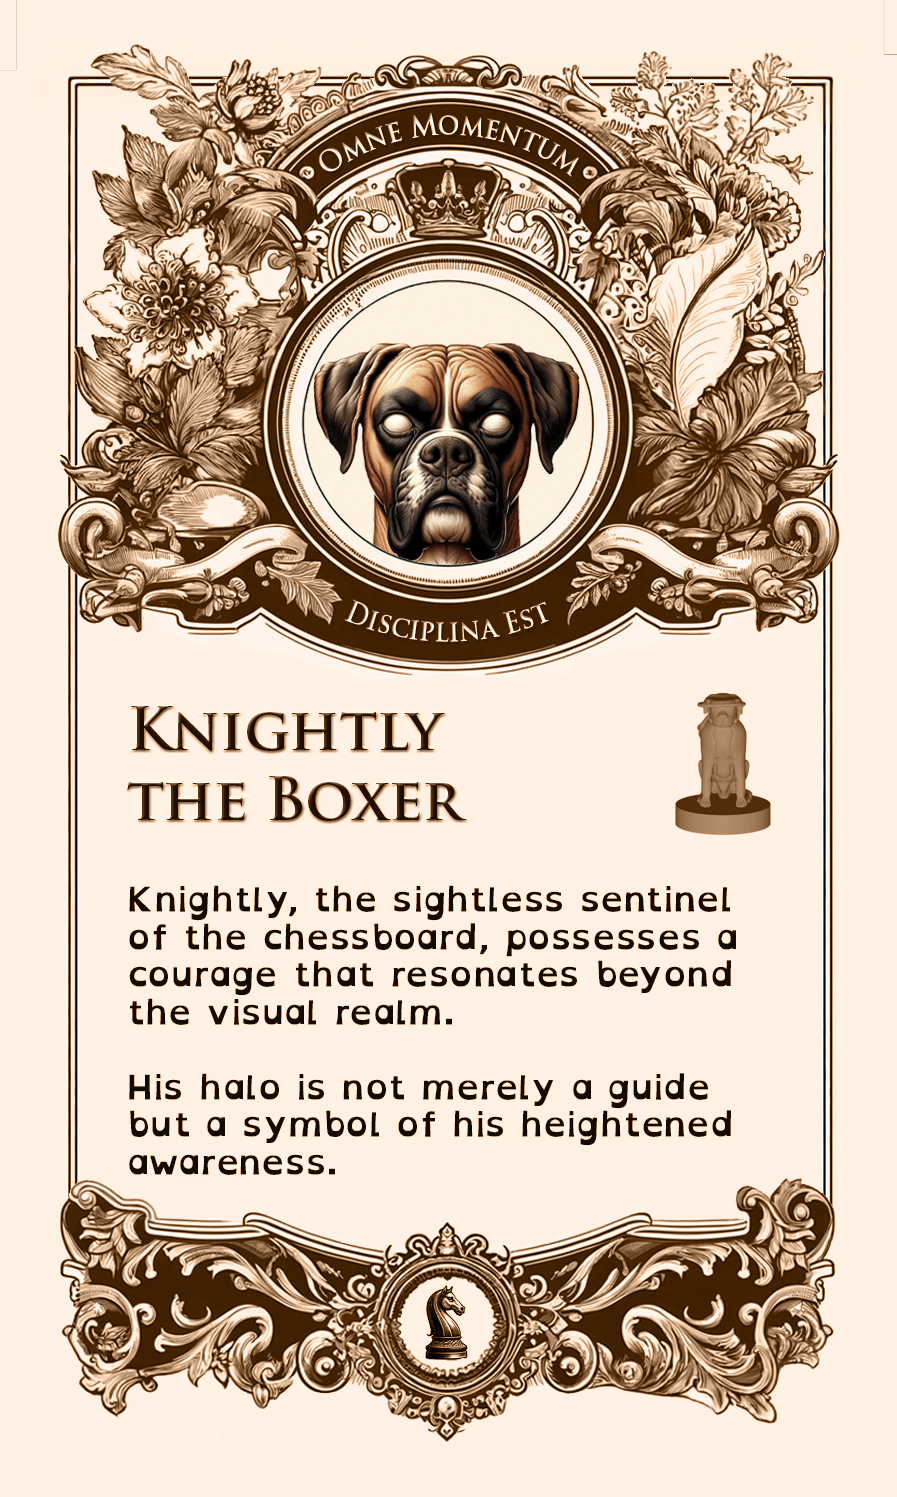 Omne Momentum
Disciplina Est
Knightly
the Boxer
Knightly, the sightless sentinel
of the chessboard, possesses a
courage that resonates beyond
the visual realm.
His halo is not merely a guide
but a symbol of his heightened
awareness.